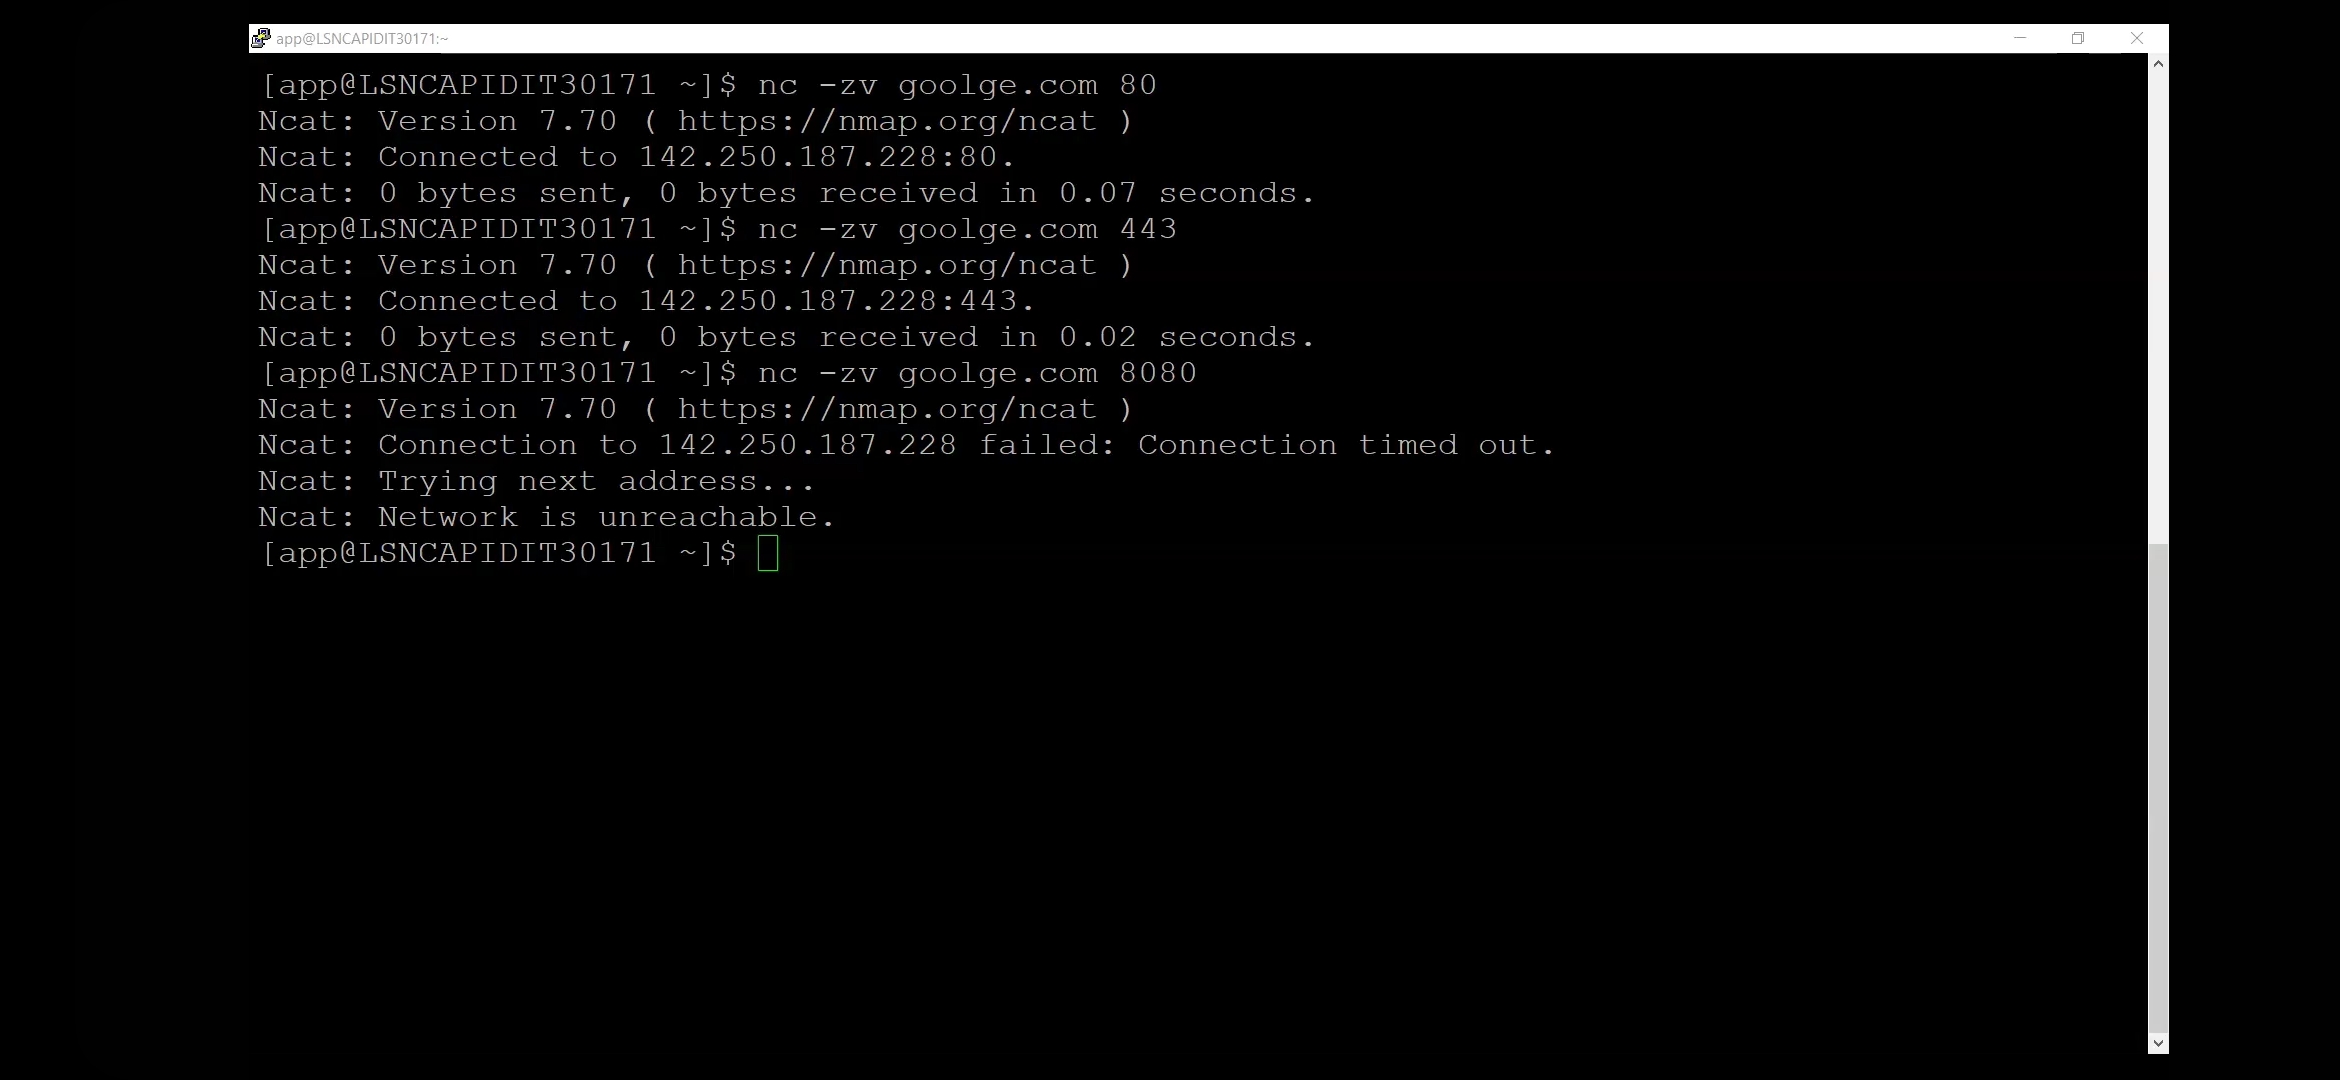 app@LSNCAPIDIT30171:~
[app@LSNCAPIDIT30171 ~]$ nc -zv goolge.com 80
Ncat: Version 7.70 ( https://nmap.org/ncat )
Ncat: Connected to 142.250.187.228:80.
Ncat: 0 bytes sent, 0 bytes received in 0.07 seconds.
[app@LSNCAPIDIT30171 ~]$ nc -zv goolge.com 443
Ncat: Version 7.70 ( https://nmap.org/ncat )
Ncat: Connected to 142.250.187.228:443.
Ncat: 0 bytes sent, 0 bytes received in 0.02 seconds.
[app@LSNCAPIDIT30171 ~]$ nc -zv goolge.com 8080
Ncat: Version 7.70 ( https://nmap.org/ncat )
Ncat: Connection to 142.250.187.228 failed: Connection timed out.
Ncat: Trying next address...
Ncat: Network is unreachable.
[app@LSNCAPIDIT30171 ~]$